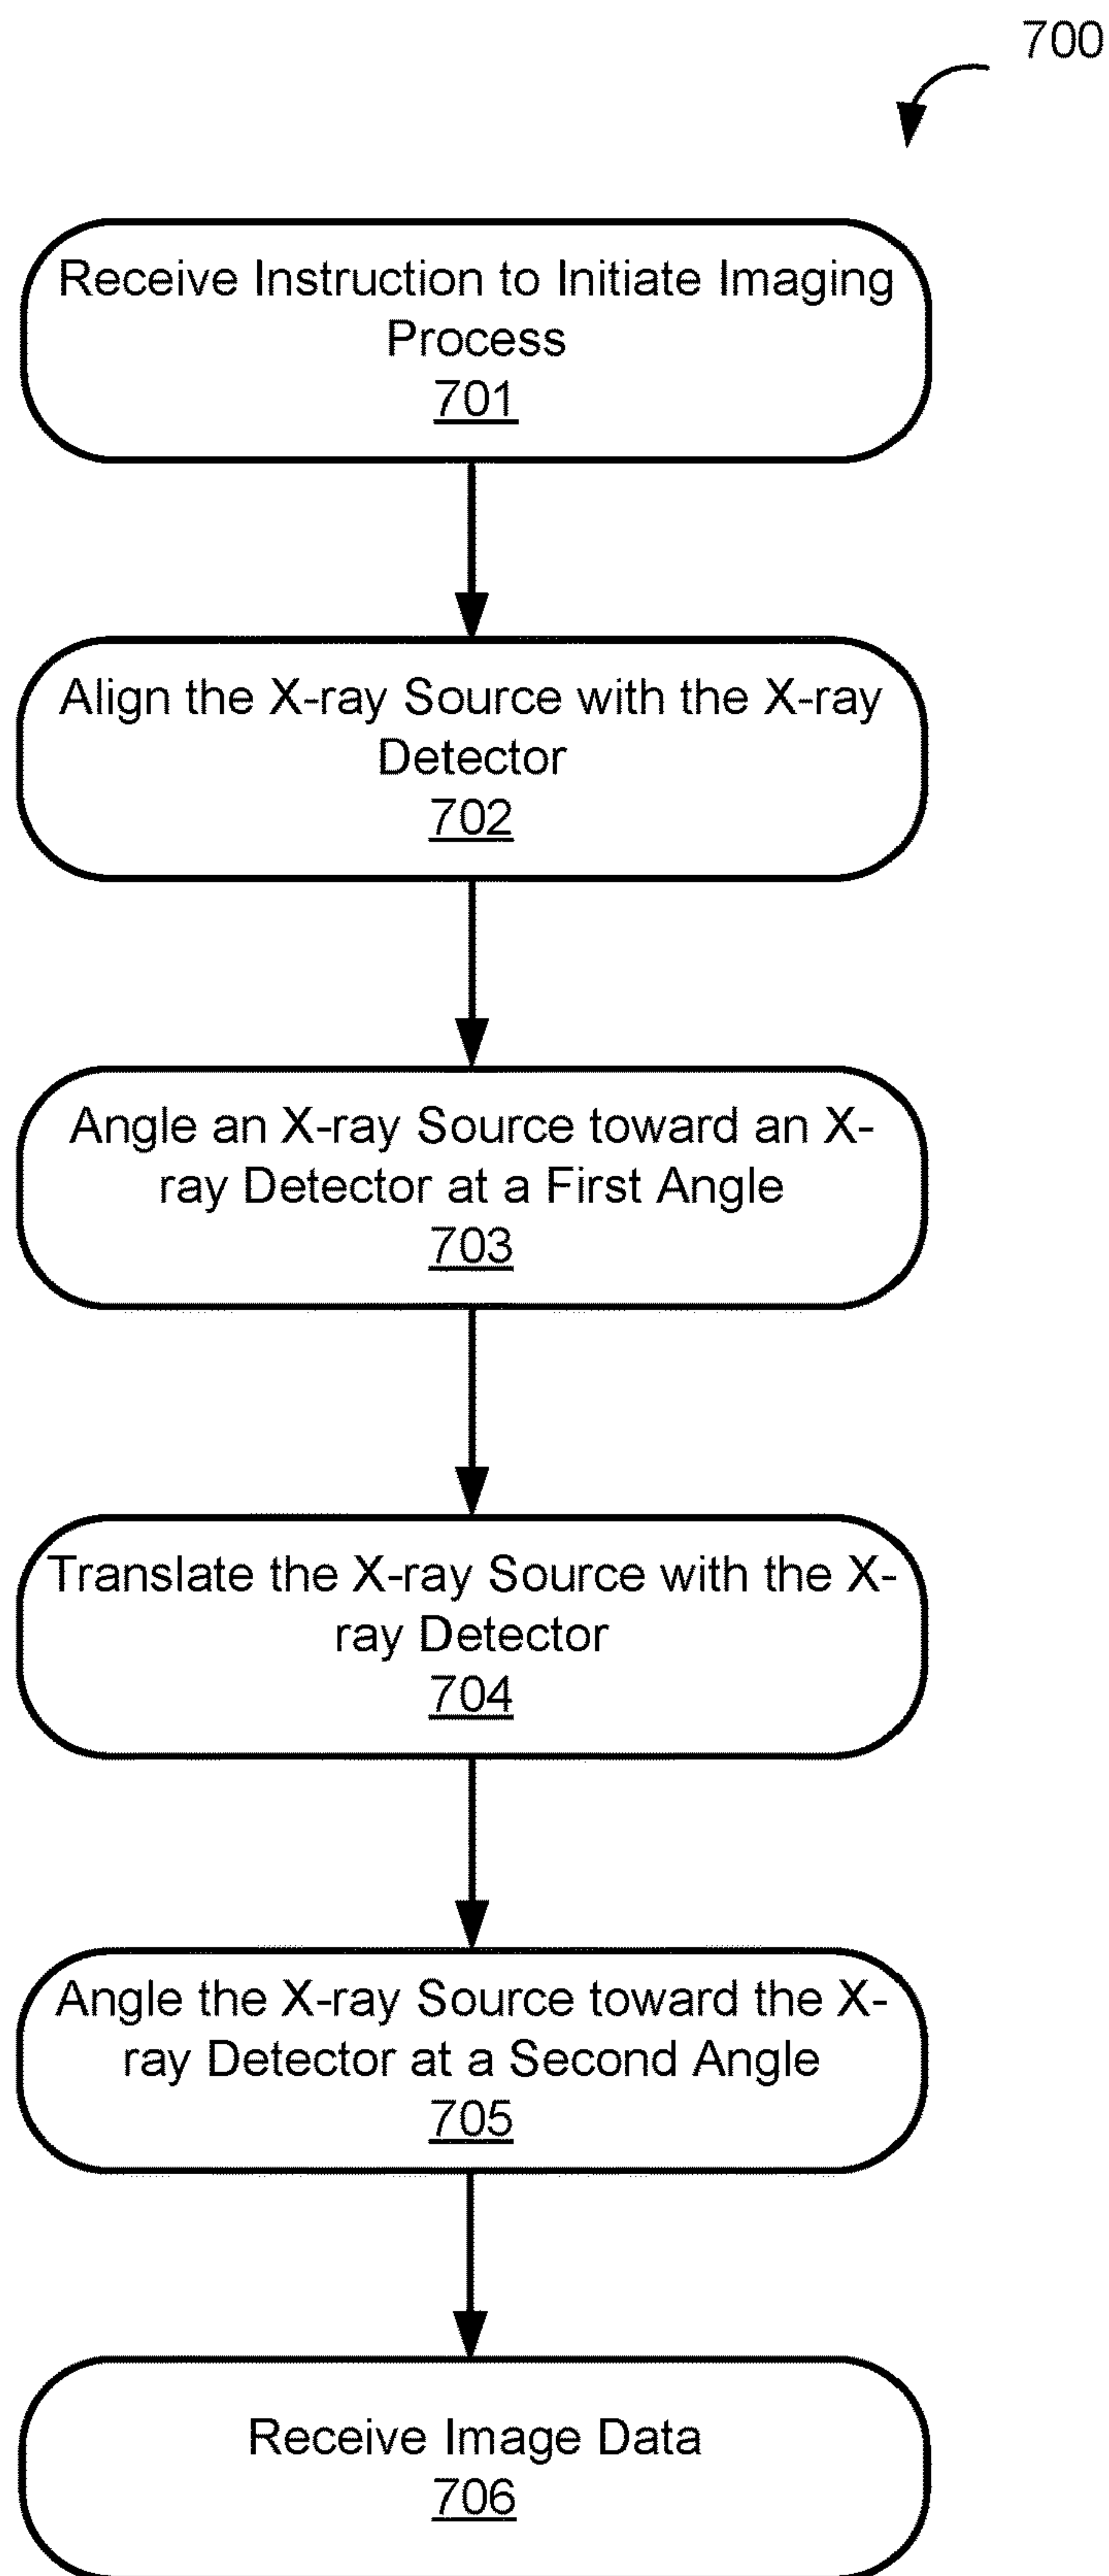 700
Receive Instruction to Initiate Imaging
Process
701
Align the X-ray Source with the X-ray
Detector
702
Angle an X-ray Source toward an X-
ray Detector at a First Angle
703
Translate the X-ray Source with the X-
ray Detector
704
Angle the X-ray Source toward the X-
ray Detector at a Second Angle
705
Receive Image Data
706